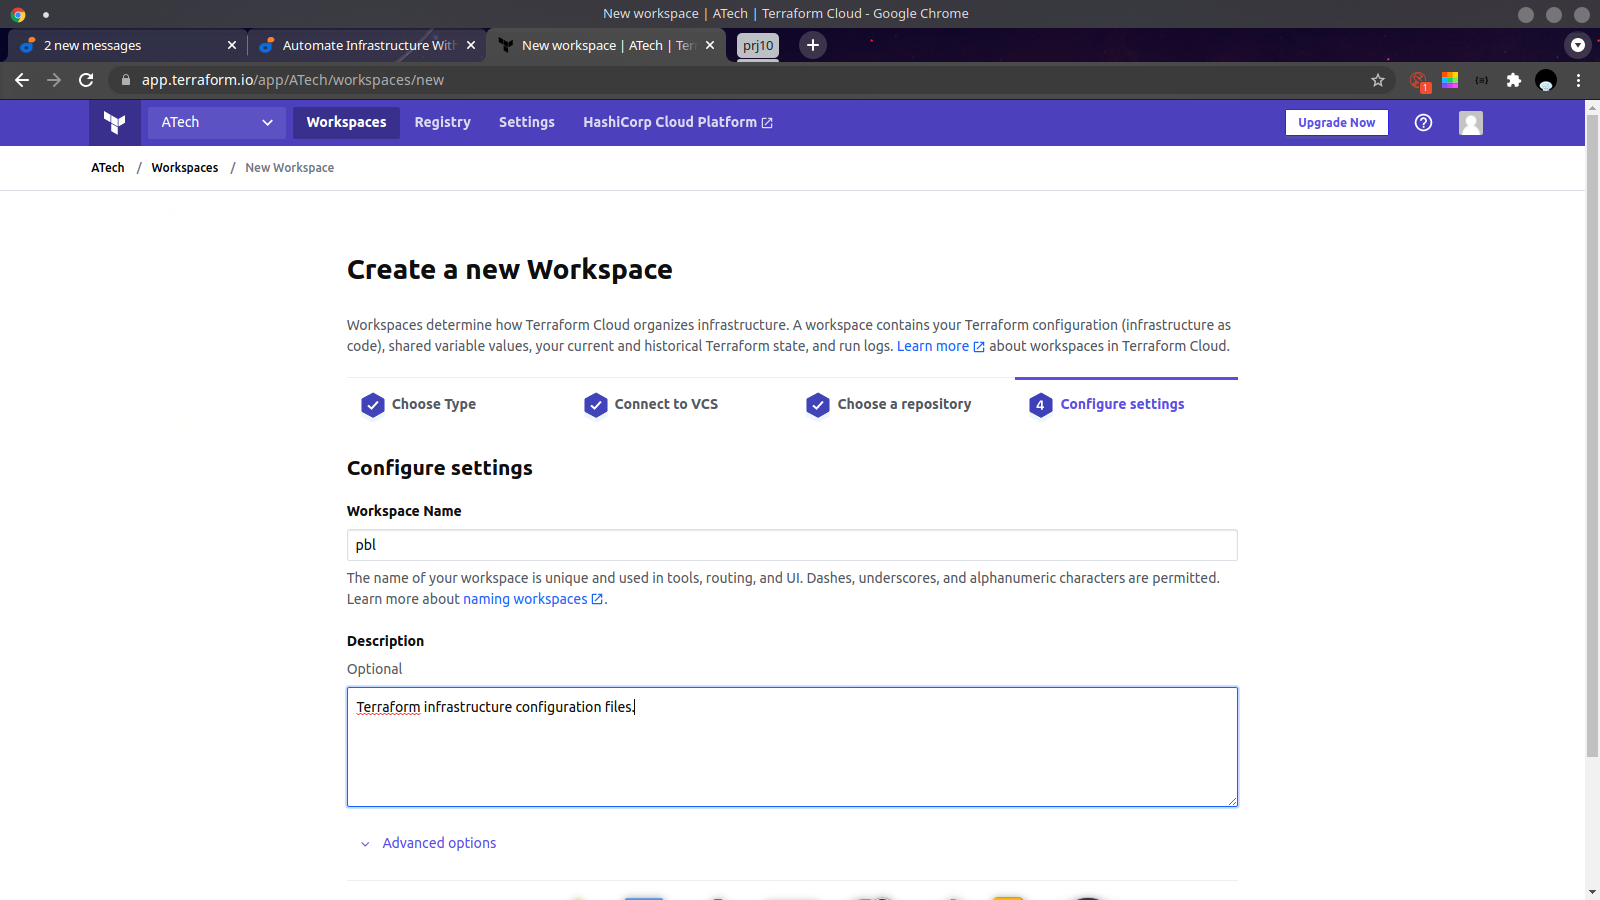 New workspace | ATech | Terraform Cloud - Google Chrome
2 new messages
Automate Infrastructure With
New workspace | ATech | Ter
prj10
app.terraform.io/app/ATech/workspaces/new
1
ATech
Workspaces
Registry
Settings
HashiCorp Cloud Platform
Upgrade Now
ATech / Workspaces / New Workspace
Create a new Workspace
Workspaces determine how Terraform Cloud organizes infrastructure. A workspace contains your Terraform configuration (infrastructure as
code), shared variable values, your current and historical Terraform state, and run logs. Learn more about workspaces in Terraform Cloud.
Choose Type
Connect to VCS
Choose a repository
4 Configure settings
Configure settings
Workspace Name
pbl
The name of your workspace is unique and used in tools, routing, and UI. Dashes, underscores, and alphanumeric characters are permitted.
Learn more about naming workspaces.
Description
Optional
Terraform infrastructure configuration files.
Advanced options